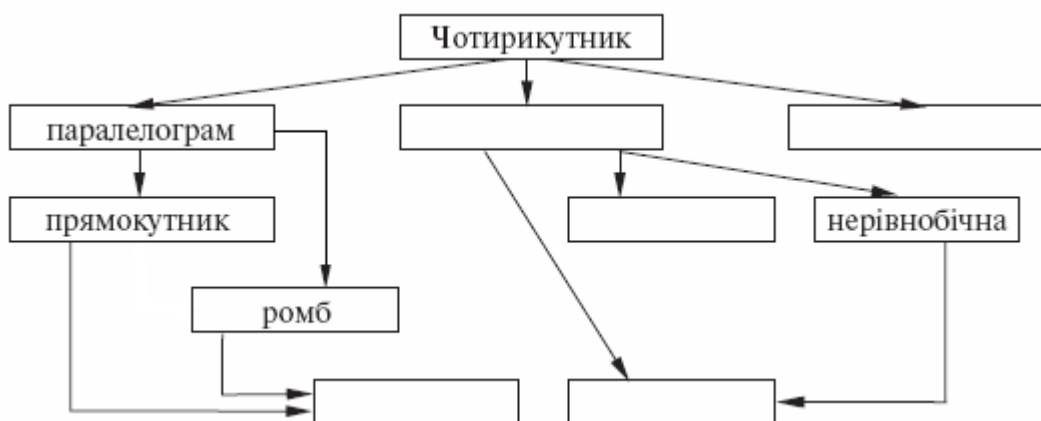 Чотирикутник
паралелограм
прямокутник
нерівнобічна
ромб